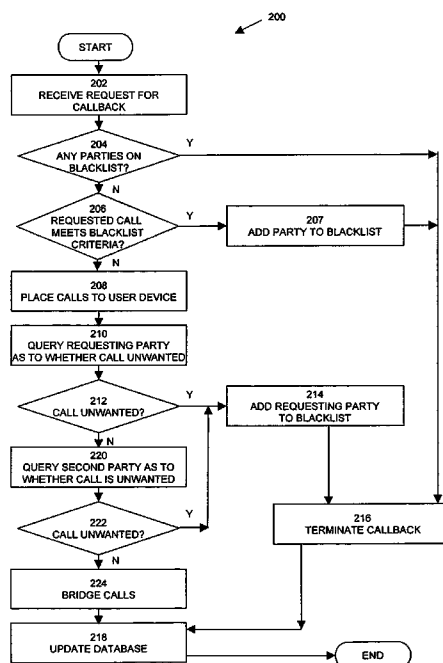 200
START
202
RECEIVE REQUEST FOR
CALLBACK
204
ANY PARTIES ON
BLACKLIST?
Y
N
206
REQUESTED CALL
MEETS BLACKLIST
CRITERIA?
Y
207
ADD PARTY TO BLACKLIST
N
208
PLACE CALLS TO USER DEVICE
210
QUERY REQUESTING PARTY
AS TO WHETHER CALL UNWANTED
212
CALL UNWANTED?
Y
214
ADD REQUESTING PARTY
TO BLACKLIST
N
220
QUERY SECOND PARTY AS TO
WHETHER CALL IS UNWANTED
222
CALL UNWANTED?
Y
216
TERMINATE CALLBACK
N
224
BRIDGE CALLS
218
UPDATE DATABASE
END